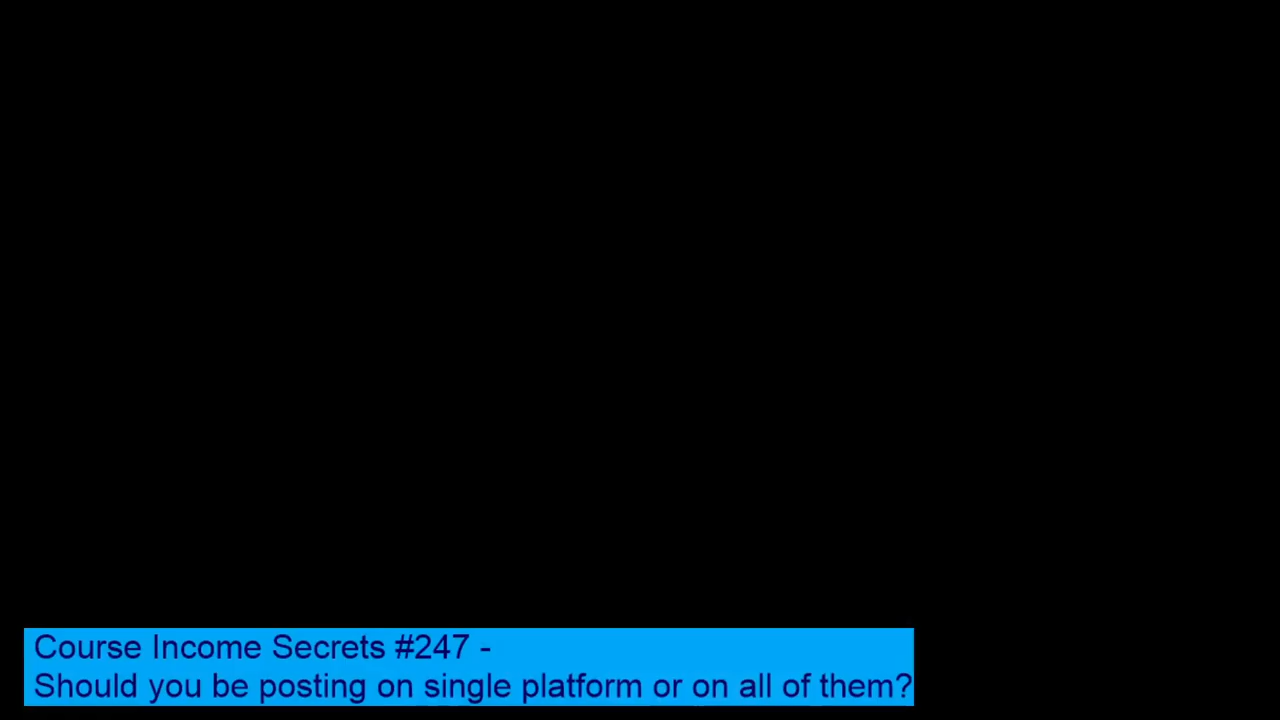 Course Income Secrets #247 -
Should you be posting on single platform or on all of them?